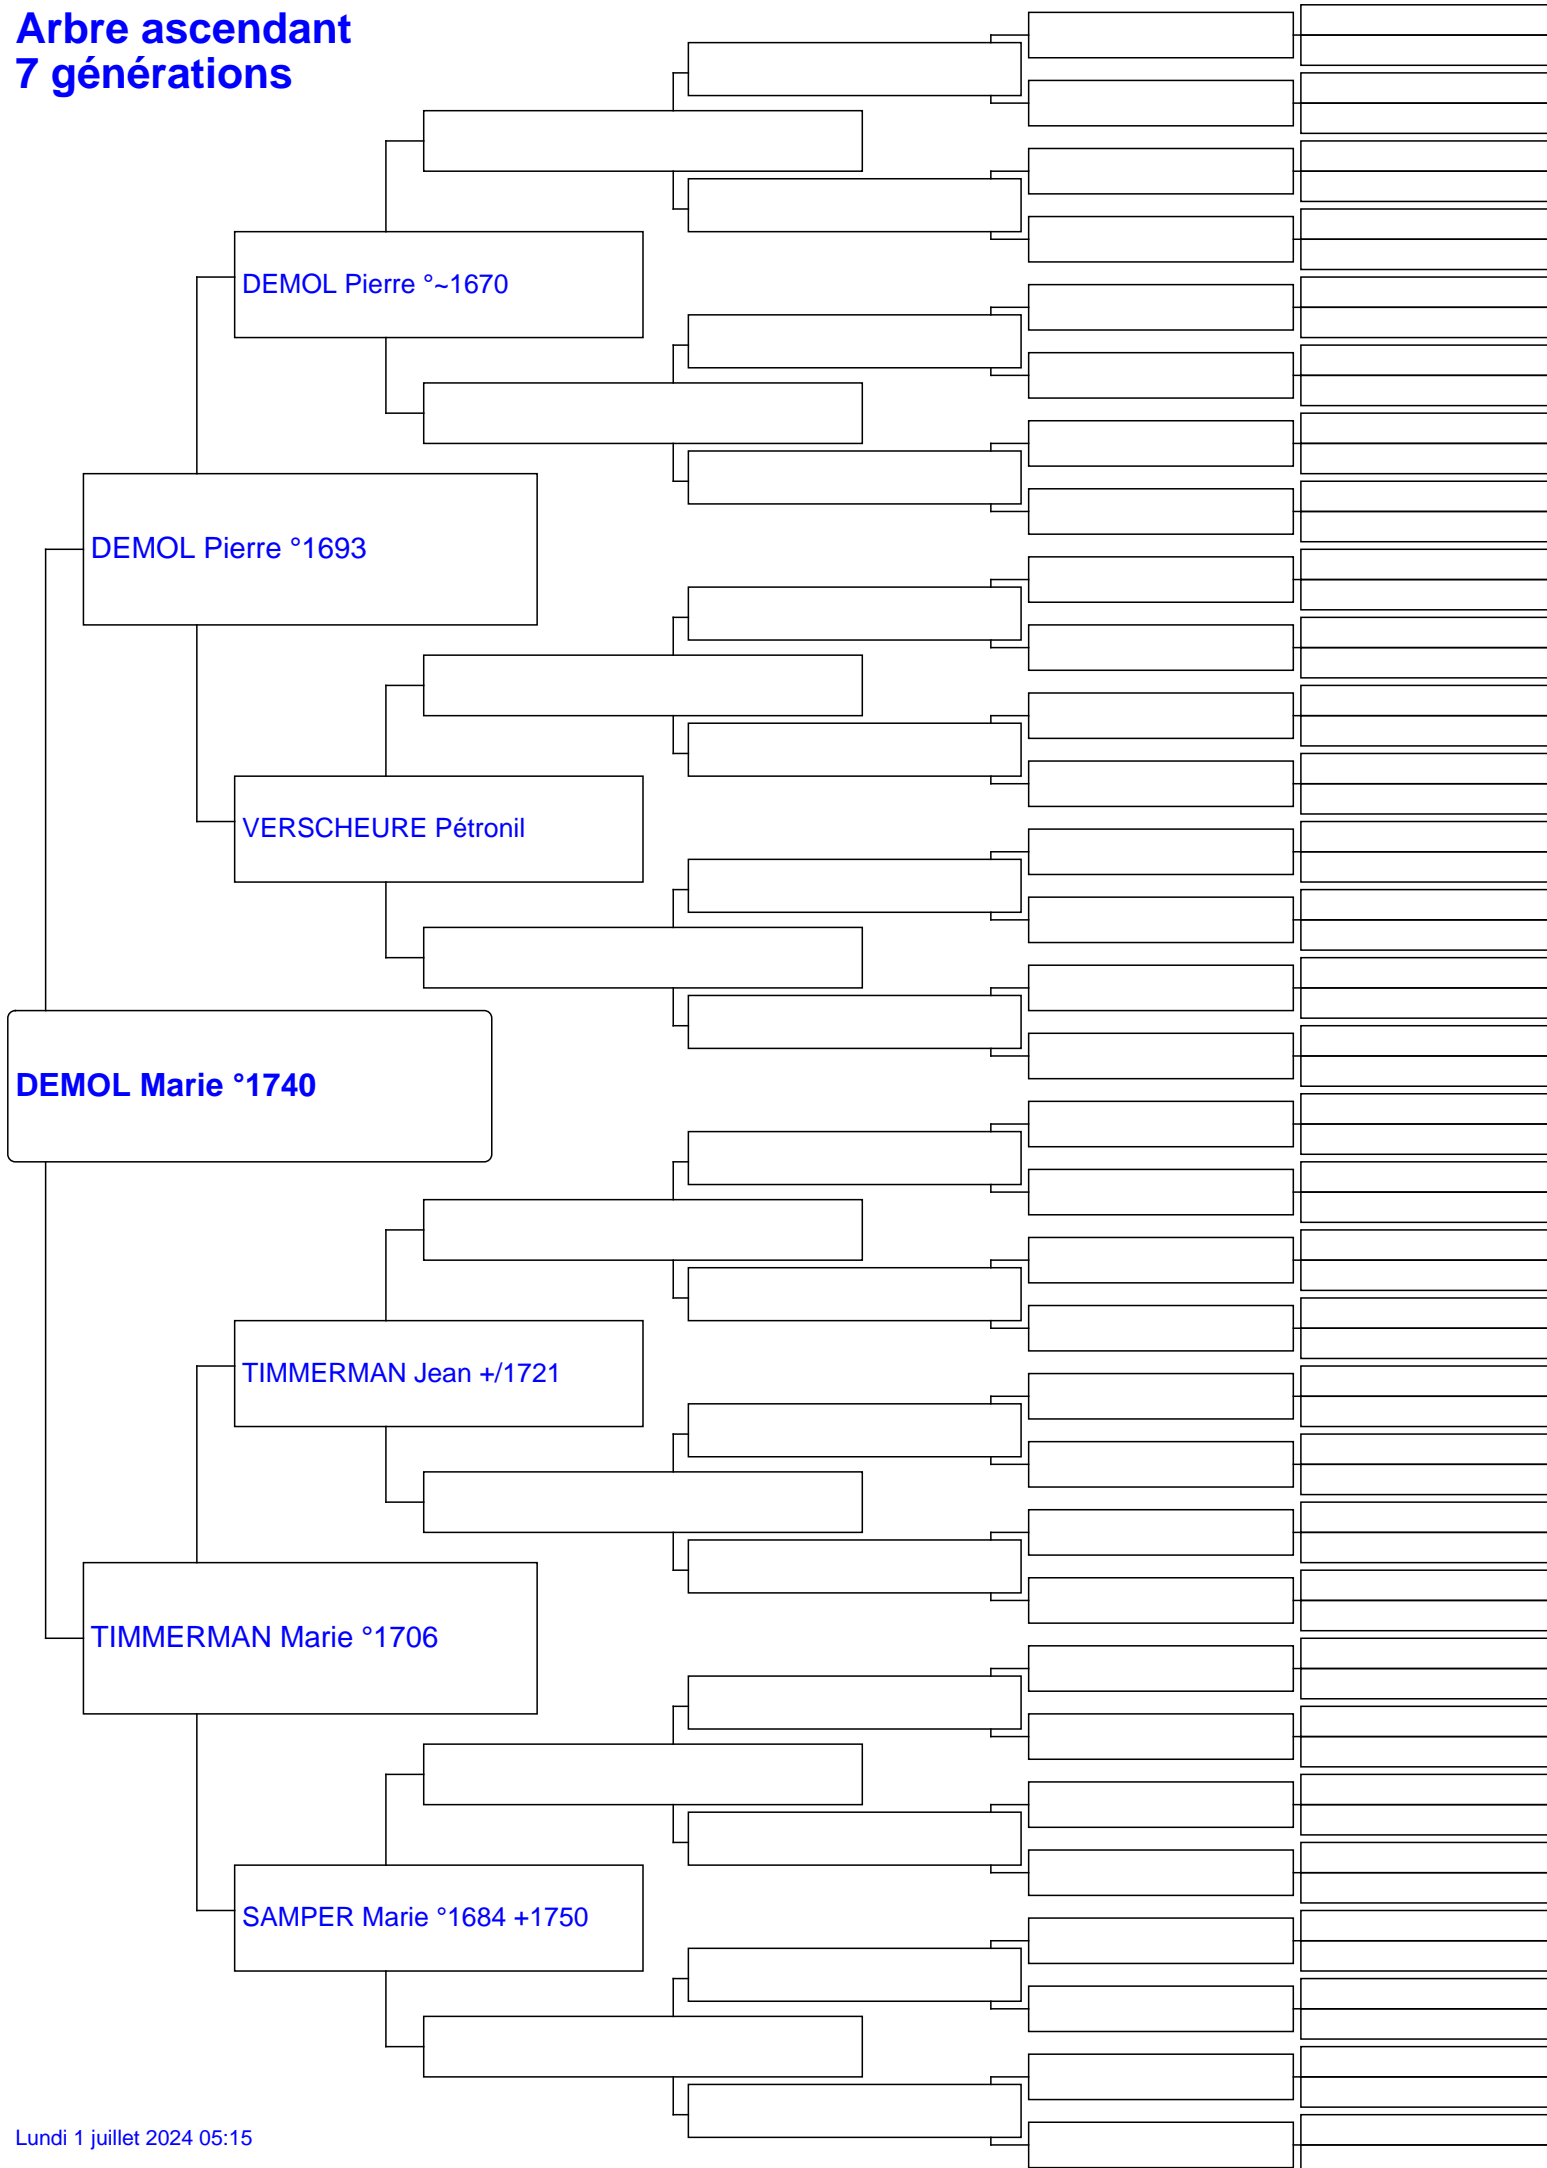 Arbre ascendant
7 générations
DEMOL Pierre °~1670
DEMOL Pierre °1693
VERSCHEURE Pétronil
DEMOL Marie °1740
TIMMERMAN Jean +/1721
TIMMERMAN Marie °1706
SAMPER Marie °1684 +1750
Lundi 1 juillet 2024 05:15